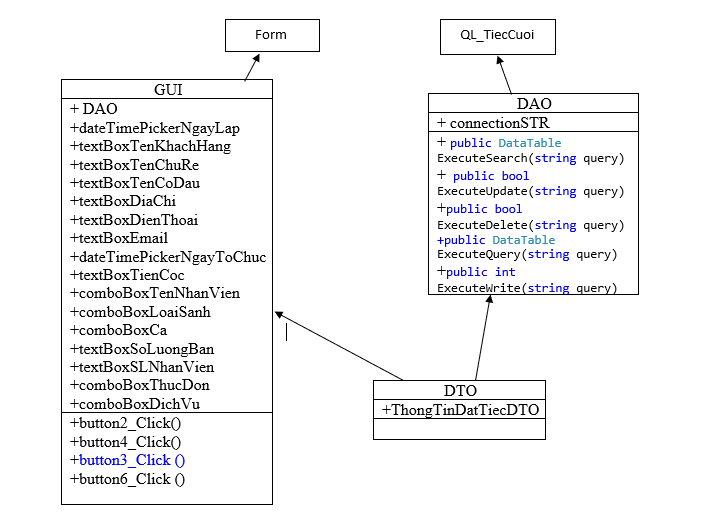 Form
QL_TiecCuoi
GUI
+ DAO
+dateTimePickerNgayLap
+textBoxTenKhachHang
+textBoxTenChuRe
+textBoxTenCoDau
+textBoxDiaChi
+textBoxDienThoai
+textBoxEmail
+dateTimePickerNgayToChuc
+textBoxTienCoc
+comboBoxTenNhanVien
+comboBoxLoaiSanh
+comboBoxCa
+textBoxSoLuongBan
+textBoxSLNhanVien
+comboBoxThucDon
+comboBoxDichVu
+button2_Click()
+button4_Click()
+button3_Click ()
+button6_Click ()
DAO
+ connectionSTR
+ public DataTable
ExecuteSearch(string query)
+ public bool
ExecuteUpdate(string query)
+public bool
ExecuteDelete(string query)
+public DataTable
ExecuteQuery(string query)
+public int
ExecuteWrite(string query)
DTO
+ThongTinDatTiecDTO